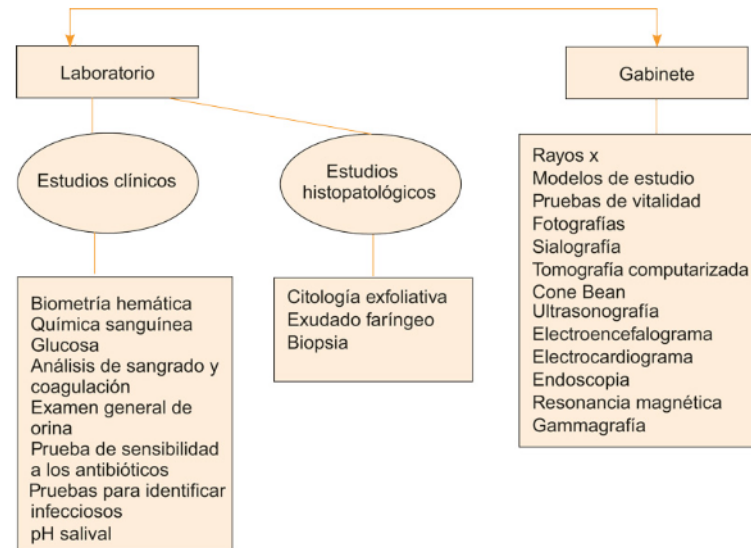 Laboratorio
Gabinete
Estudios clínicos
Estudios
histopatológicos
Biometría hemática
Química sanguínea
Glucosa
Análisis de sangrado y
coagulación
Examen general de
orina
Prueba de sensibilidad
a los antibióticos
Pruebas para identificar
infecciosos
pH salival
Citología exfoliativa
Exudado faríngeo
Biopsia
Rayos x
Modelos de estudio
Pruebas de vitalidad
Fotografías
Sialografía
Tomografía computarizada
Cone Bean
Ultrasonografía
Electroencefalograma
Electrocardiograma
Endoscopia
Resonancia magnética
Gammagrafía